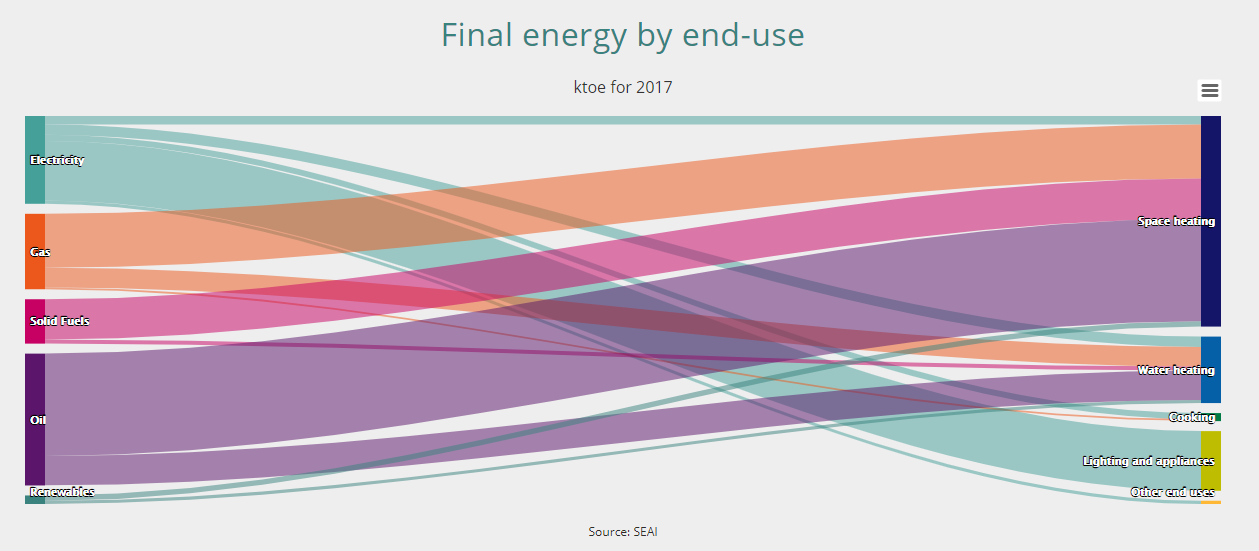 Final energy by end-use
ktoe for 2017
Electricity
Gas
Solid Fuels
Oil
Renewables
Space heating
Water heating
Cooking
Lighting and appliances
Other end uses
Source: SEAI